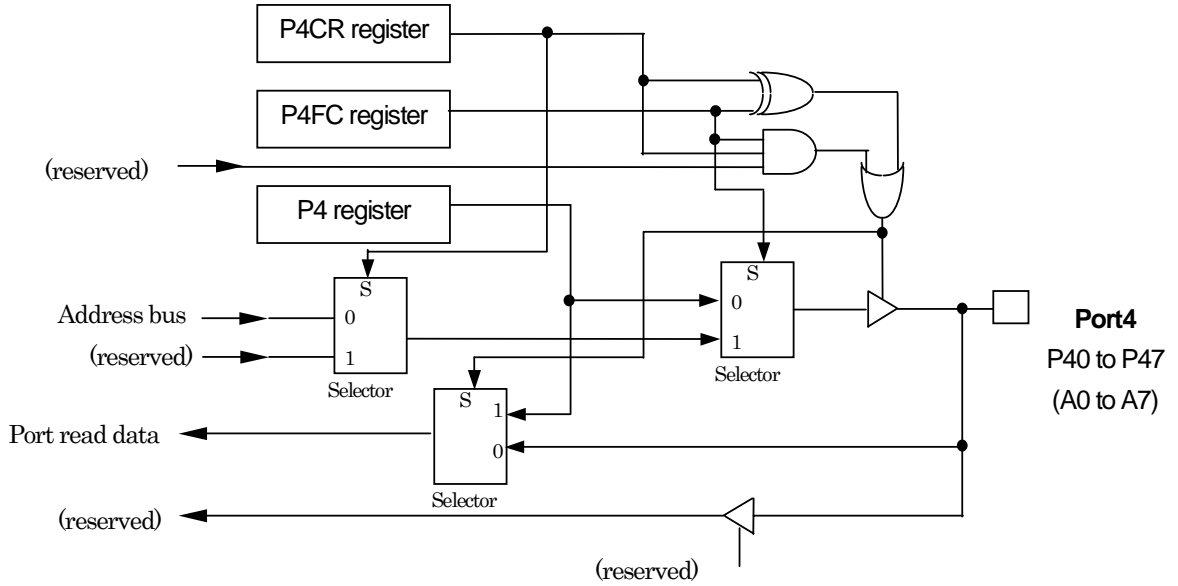 P4CR register
P4FC register
(reserved)
P4 register
S
S
Address bus
0
0
(reserved)
1
1
Selector
Selector
Port4
P40 to P47
(A0 to A7)
S
1
Port read data
0
Selector
(reserved)
(reserved)